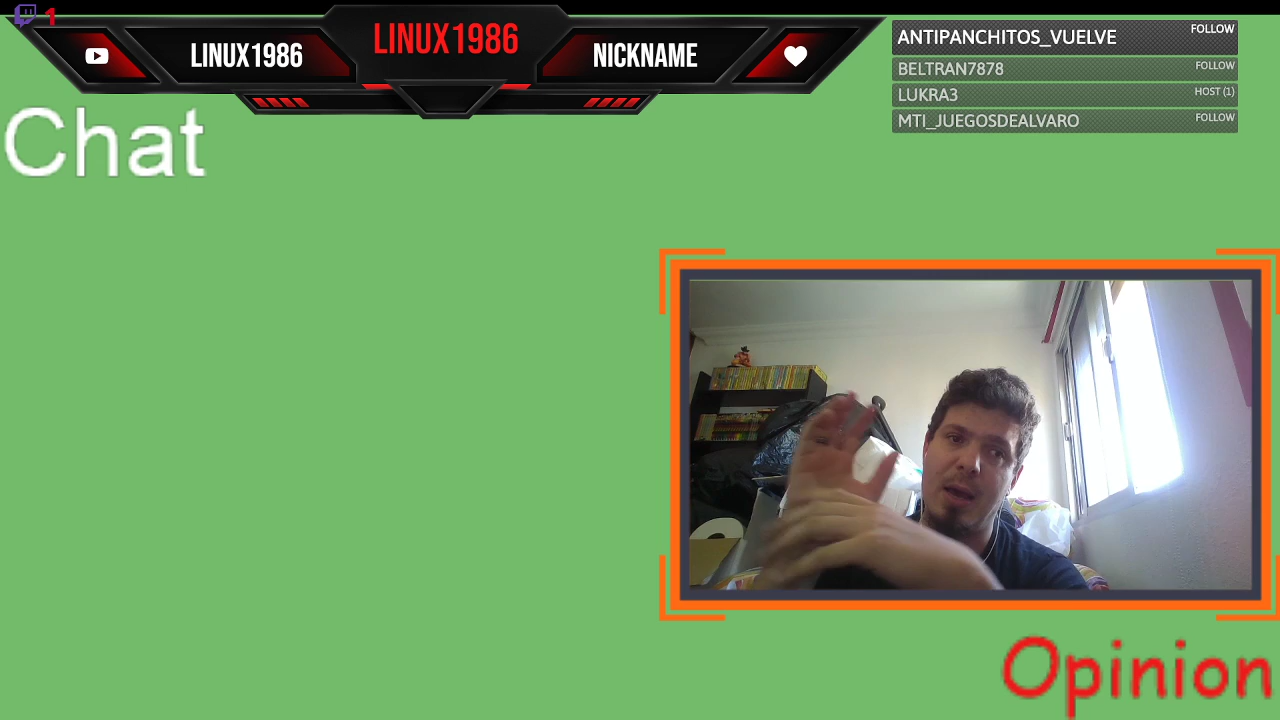 1
LINUX1986
LINUX1986
NICKNAME
ANTIPANCHITOS_VUELVE FOLLOW
BELTRAN7878 FOLLOW
LUKRA3 HOST (1)
MTI_JUEGOSDEALVARO FOLLOW
Chat
Opinion